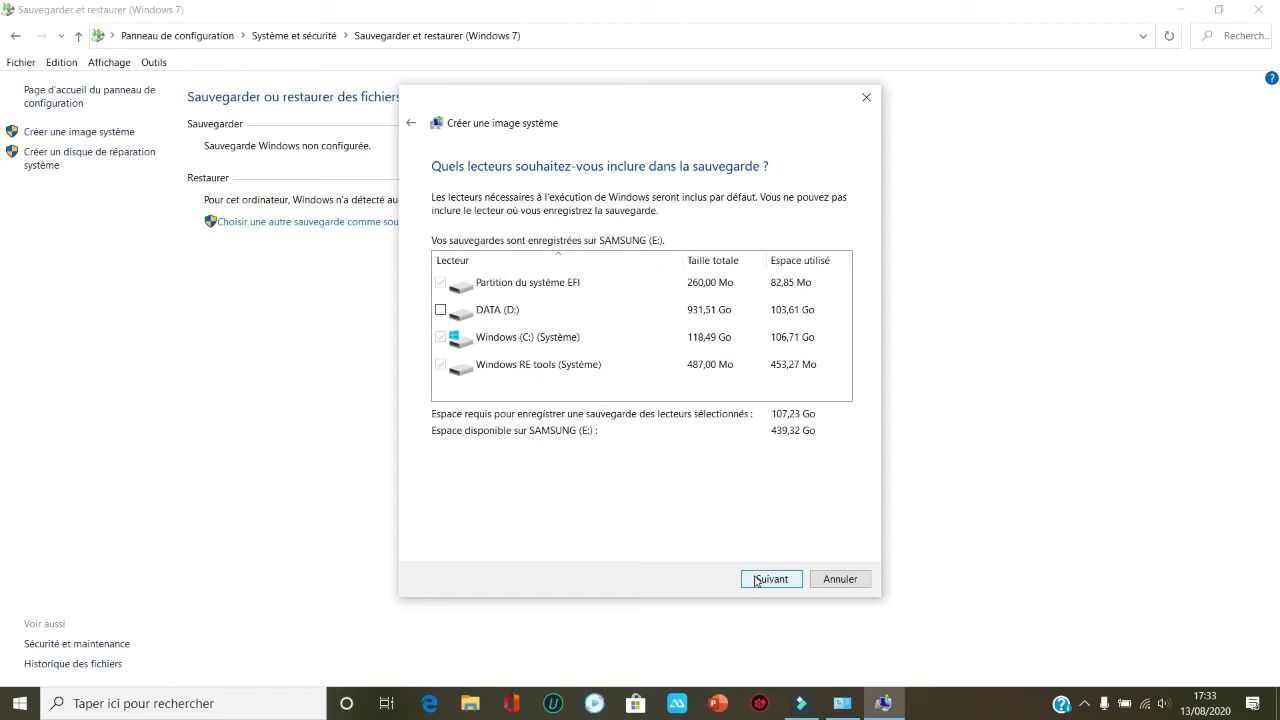 Sauvegarder et restaurer (Windows 7)
Panneau de configuration
Système et sécurité
Sauvegarder et restaurer (Windows 7)
Recherch...
Fichier
Edition
Affichage
Outils
Page d'accueil du panneau de
configuration
Créer une image système
Créer un disque de réparation
système
Sauvegarder ou restaurer des fichiers
Sauvegarder
Sauvegarde Windows non configurée.
Restaurer
Pour cet ordinateur, Windows n'a détecté
Choisir une autre sauvegarde comme
Créer une image système
Quels lecteurs souhaitez-vous inclure dans la sauvegarde ?
Les lecteurs nécessaires à l'exécution de Windows seront inclus par défaut. Vous ne pouvez pas
inclure le lecteur où vous enregistrez la sauvegarde.
Vos sauvegardes sont enregistrées sur SAMSUNG (E:).
Lecteur Taille totale Espace utilisé
Partition du système EFI 260,00 Mo 82,85 Mo
DATA (D:) 931,51 Go 103,61 Go
Windows (C:) (Système) 118,49 Go 106,71 Go
Windows RE tools (Système) 487,00 Mo 453,27 Mo
Espace requis pour enregistrer une sauvegarde des lecteurs sélectionnés : 107,23 Go
Espace disponible sur SAMSUNG (E:) : 439,32 Go
Suivant
Annuler
Voir aussi
Sécurité et maintenance
Historique des fichiers
Taper ici pour rechercher
17:33
13/08/2020